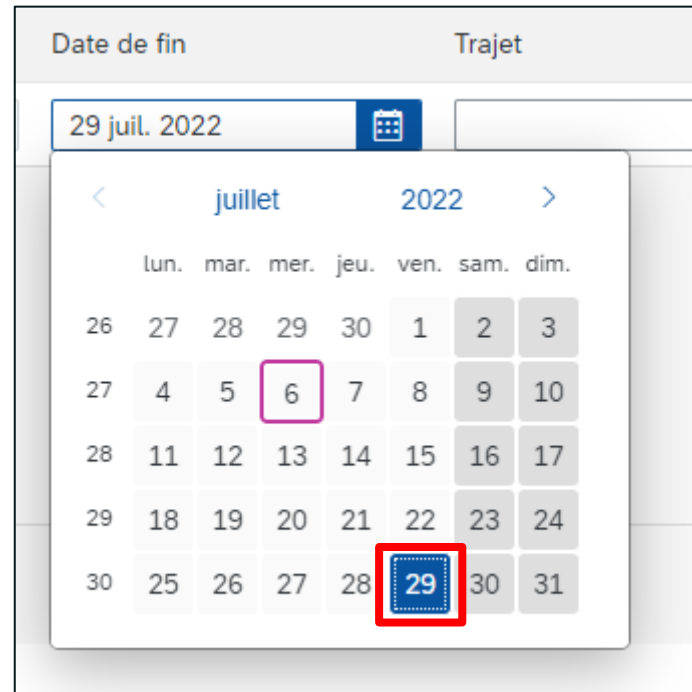 Date de fin Trajet
29 juil. 2022
juillet 2022
lun. mar. mer. jeu. ven. sam. dim.
26 27 28 29 30 1 2 3
27 4 5 6 7 8 9 10
28 11 12 13 14 15 16 17
29 18 19 20 21 22 23 24
30 25 26 27 28 29 30 31